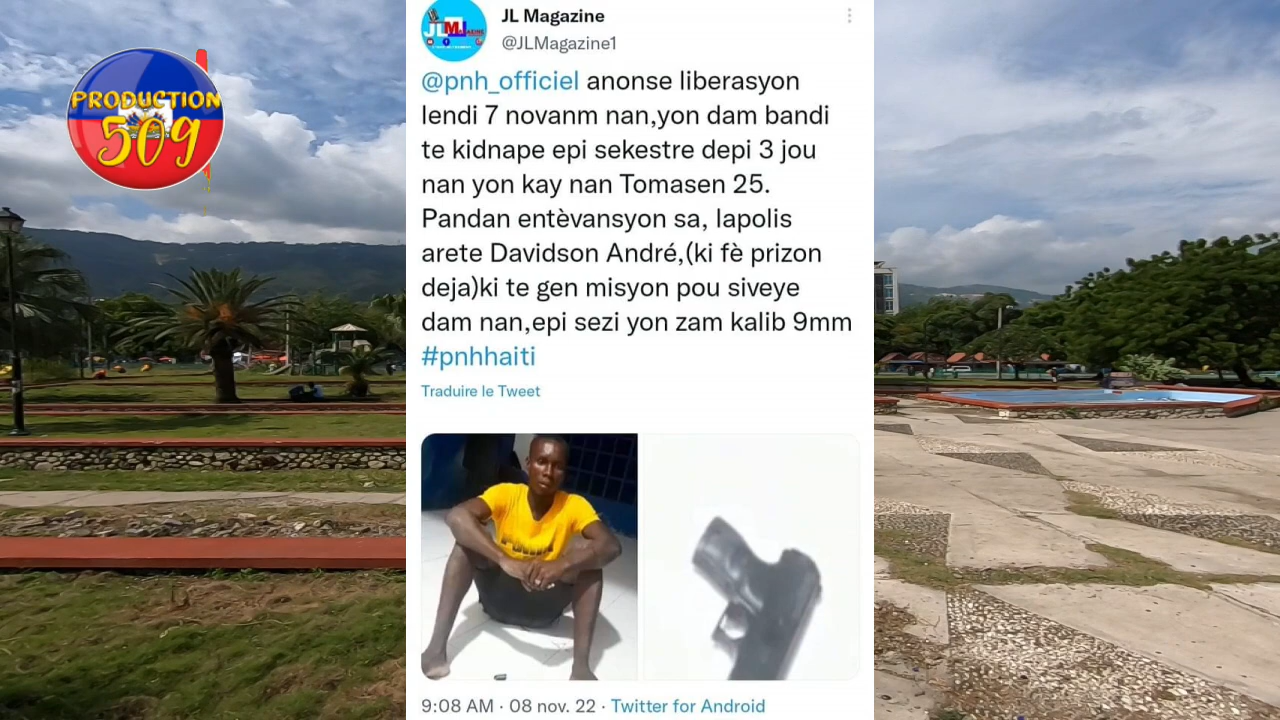 PRODUCTION
509
JL Magazine
@JLMagazine1
@pnh_officiel anonse liberasyon
lendi 7 novanm nan,yon dam bandi
te kidnape epi sekestre depi 3 jou
nan yon kay nan Tomasen 25.
Pandan entèvansyon sa, lapolis
arete Davidson André,(ki fè prizon
deja)ki te gen misyon pou siveye
dam nan,epi sezi yon zam kalib 9mm
#pnhhaiti
Traduire le Tweet
9:08 AM · 08 nov. 22 · Twitter for Android